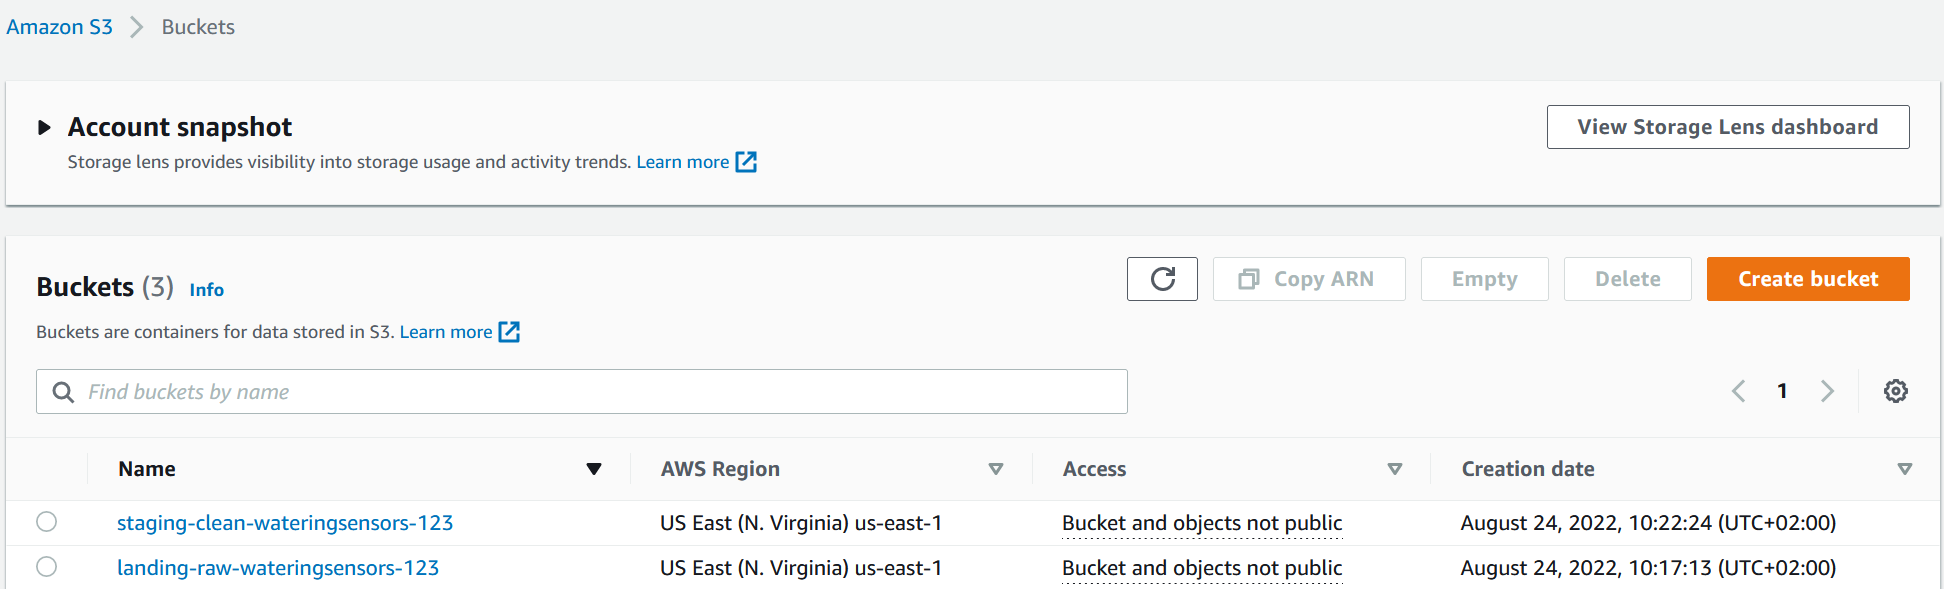 Amazon S3 Buckets
Account snapshot
View Storage Lens dashboard
Storage lens provides visibility into storage usage and activity trends. Learn more
Buckets (3) Info
Copy ARN Empty Delete Create bucket
Buckets are containers for data stored in S3. Learn more
Find buckets by name
1
Name AWS Region Access Creation date
staging-clean-wateringsensors-123 US East (N. Virginia) us-east-1 Bucket and objects not public August 24, 2022, 10:22:24 (UTC+02:00)
landing-raw-wateringsensors-123 US East (N. Virginia) us-east-1 Bucket and objects not public August 24, 2022, 10:17:13 (UTC+02:00)